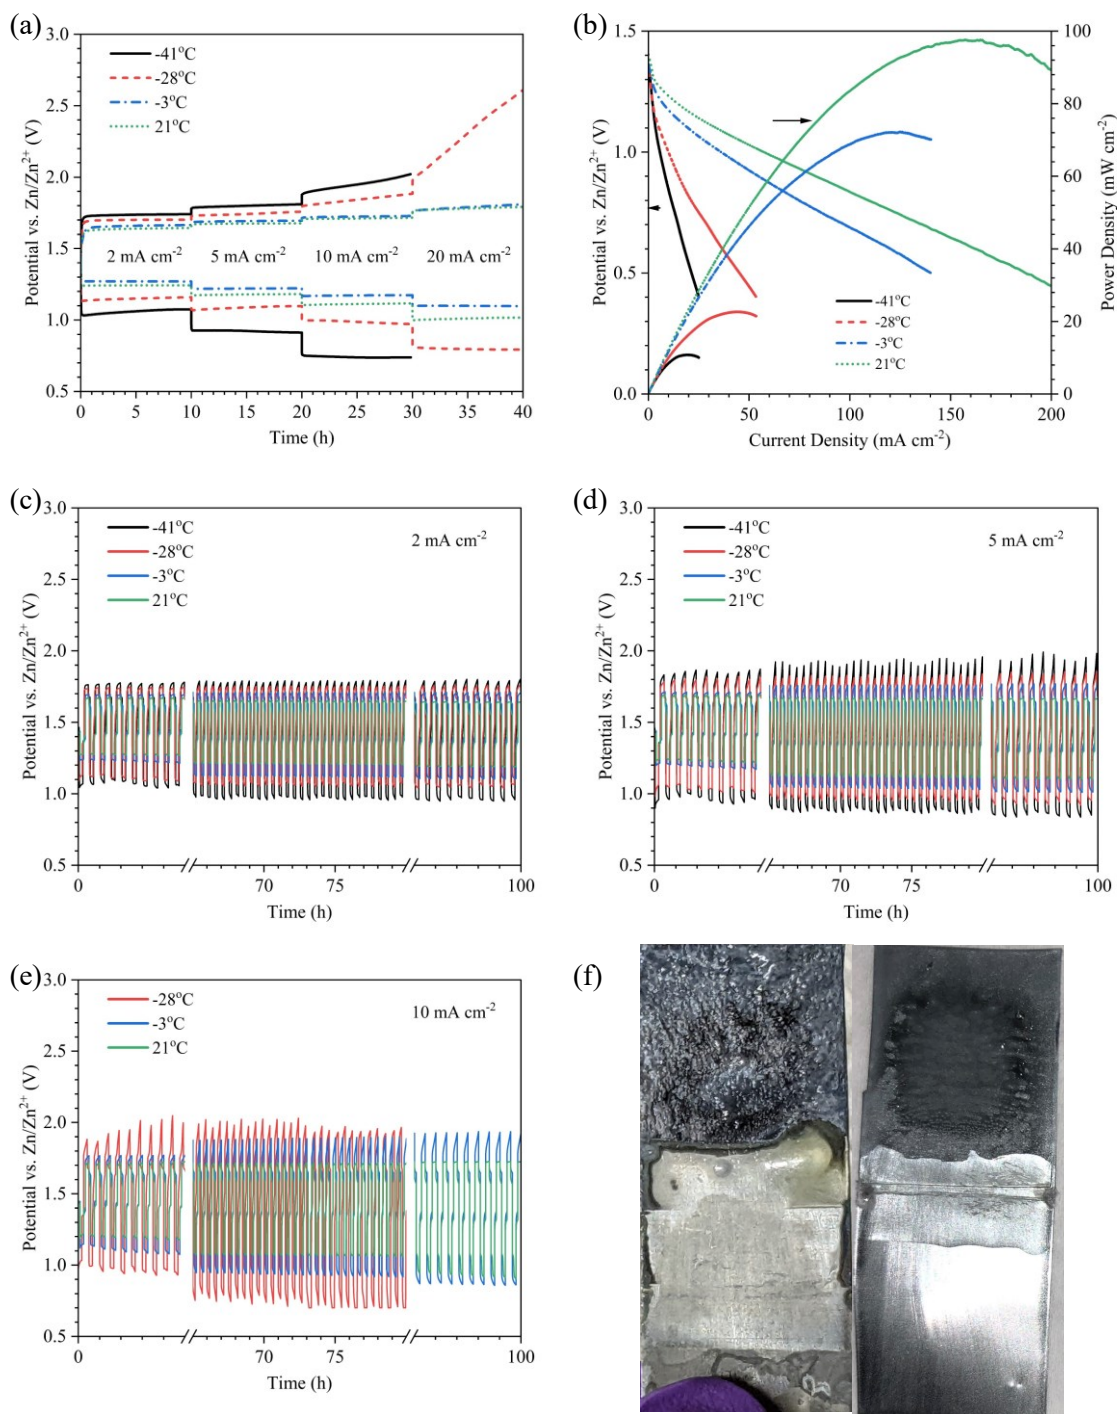 (a)
3.0
2.5
2.0
1.5
1.0
0.5
Potential vs. Zn/Zn²⁺ (V)
-41°C
-28°C
-3°C
21°C
2 mA cm⁻² 5 mA cm⁻² 10 mA cm⁻² 20 mA cm⁻²
0 5 10 15 20 25 30 35 40
Time (h)
(b)
1.5
1.0
0.5
0.0
Potential vs. Zn/Zn²⁺ (V)
100
80
60
40
20
0
Power Density (mW cm⁻²)
-41°C
-28°C
-3°C
21°C
0 50 100 150 200
Current Density (mA cm⁻²)
(c)
3.0
2.5
2.0
1.5
1.0
0.5
Potential vs. Zn/Zn²⁺ (V)
-41°C
-28°C
-3°C
21°C
2 mA cm⁻²
0 70 75 100
Time (h)
(d)
3.0
2.5
2.0
1.5
1.0
0.5
Potential vs. Zn/Zn²⁺ (V)
-41°C
-28°C
-3°C
21°C
5 mA cm⁻²
0 70 75 100
Time (h)
(e)
3.0
2.5
2.0
1.5
1.0
0.5
Potential vs. Zn/Zn²⁺ (V)
-28°C
-3°C
21°C
10 mA cm⁻²
0 70 75 100
Time (h)
(f)